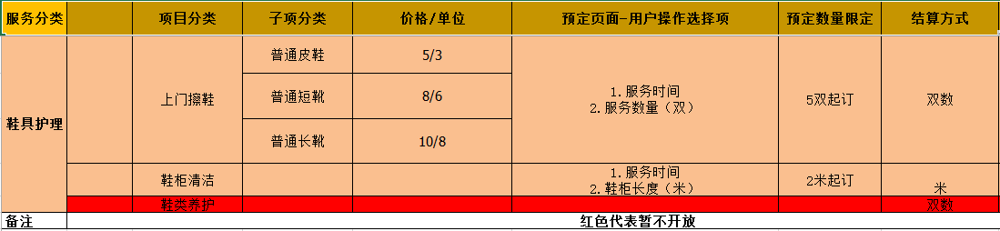 服务分类 项目分类 子项分类 价格/单位 预定页面-用户操作选择项 预定数量限定 结算方式
鞋具护理
上门擦鞋
普通皮鞋 5/3
普通短靴 8/6
普通长靴 10/8
1.服务时间
2.服务数量（双）
5双起订
双数
鞋柜清洁
1.服务时间
2.鞋柜长度（米）
2米起订
米
鞋类养护 双数
备注 红色代表暂不开放